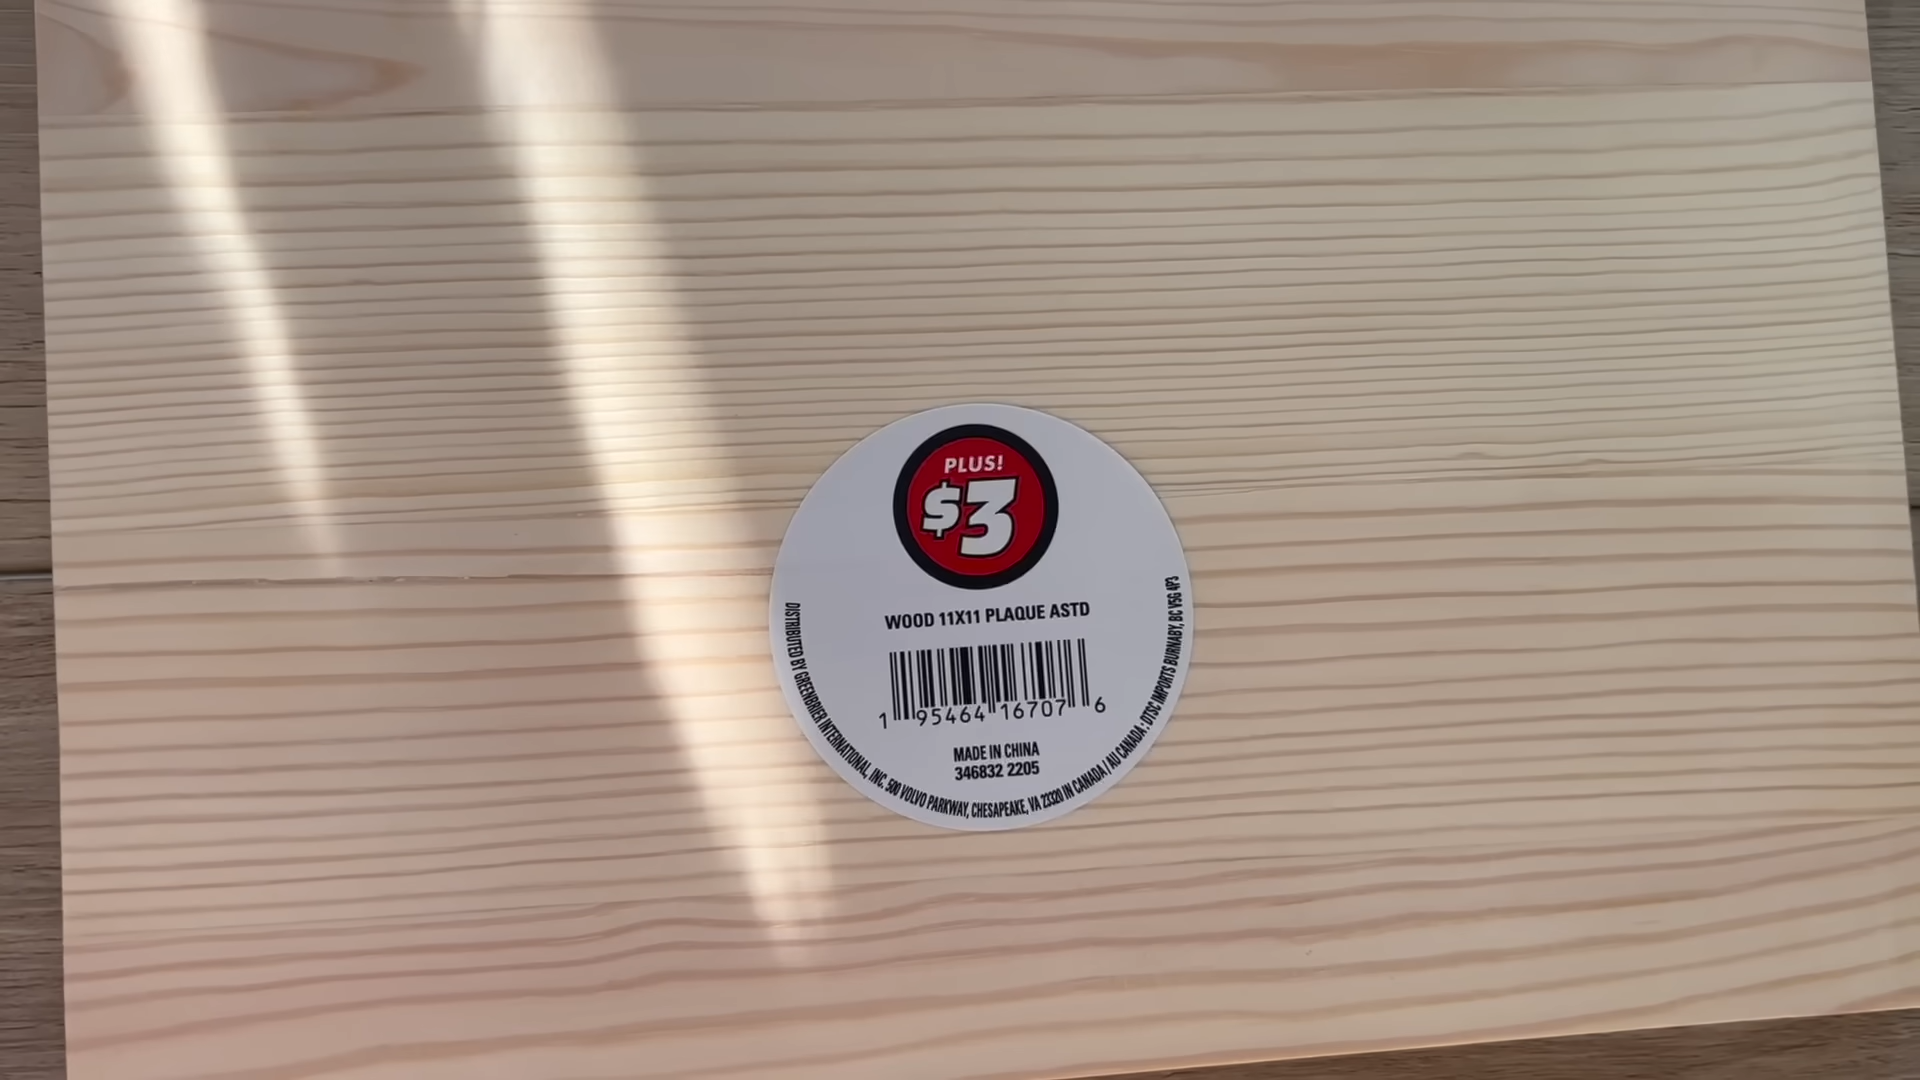 PLUS!
$3
WOOD 11X11 PLAQUE ASTD
1 95464 16707 6
MADE IN CHINA
346832 2205
DISTRIBUTED BY GREENBRIER INTERNATIONAL, INC. 500 VOLVO PARKWAY, CHESAPEAKE, VA 23320 IN CANADA / AU CANADA : DTSC IMPORTS BURNABY, BC V5G 4P3